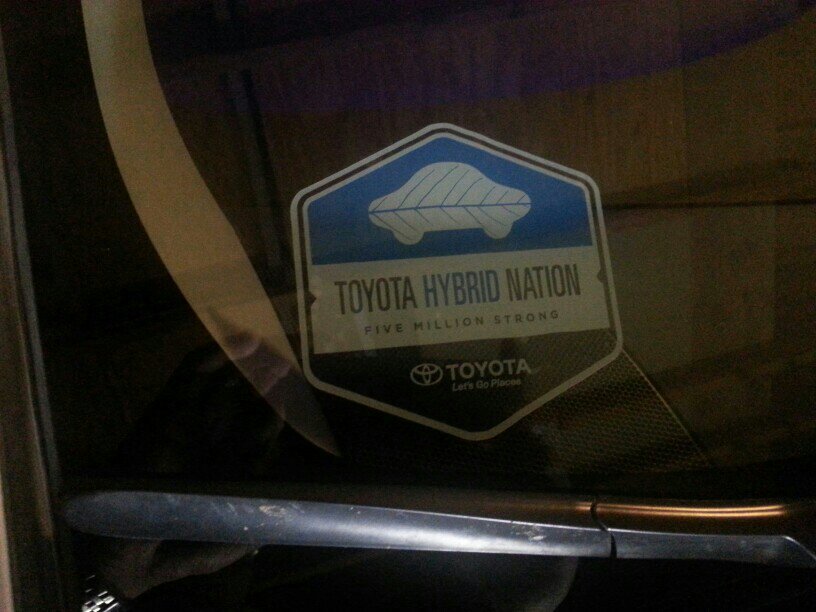 TOYOTA HYBRID NATION
FIVE MILLION STRONG
TOYOTA
Let's Go Places